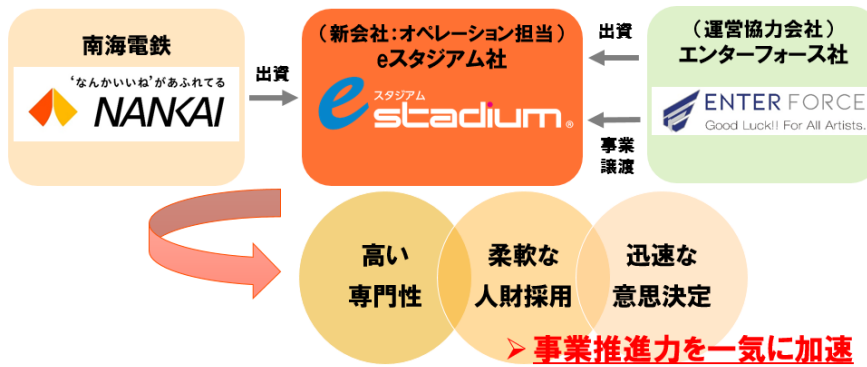 南海電鉄
‘なんかいいね’があふれてる
NANKAI
出資
（新会社：オペレーション担当）
eスタジアム社
スタジアム
e stadium®
出資
事業
譲渡
（運営協力会社）
エンターフォース社
ENTER FORCE
Good Luck!! For All Artists.
高い
専門性
柔軟な
人財採用
迅速な
意思決定
➢ 事業推進力を一気に加速